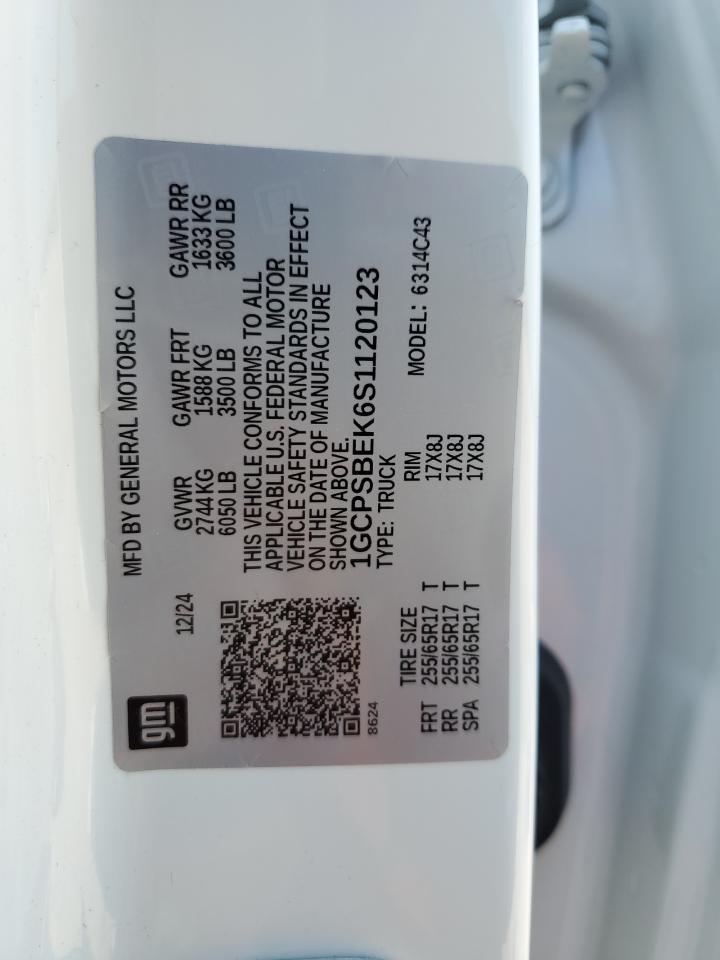 gm
MFD BY GENERAL MOTORS LLC
12/24
GVWR GAWR FRT GAWR RR
2744 KG 1588 KG 1633 KG
6050 LB 3500 LB 3600 LB
THIS VEHICLE CONFORMS TO ALL
APPLICABLE U.S. FEDERAL MOTOR
VEHICLE SAFETY STANDARDS IN EFFECT
ON THE DATE OF MANUFACTURE
SHOWN ABOVE.
1GCPSBEK6S1120123
8624
TYPE: TRUCK MODEL: 6314C43
TIRE SIZE RIM
FRT 255/65R17 T 17X8J
RR 255/65R17 T 17X8J
SPA 255/65R17 T 17X8J